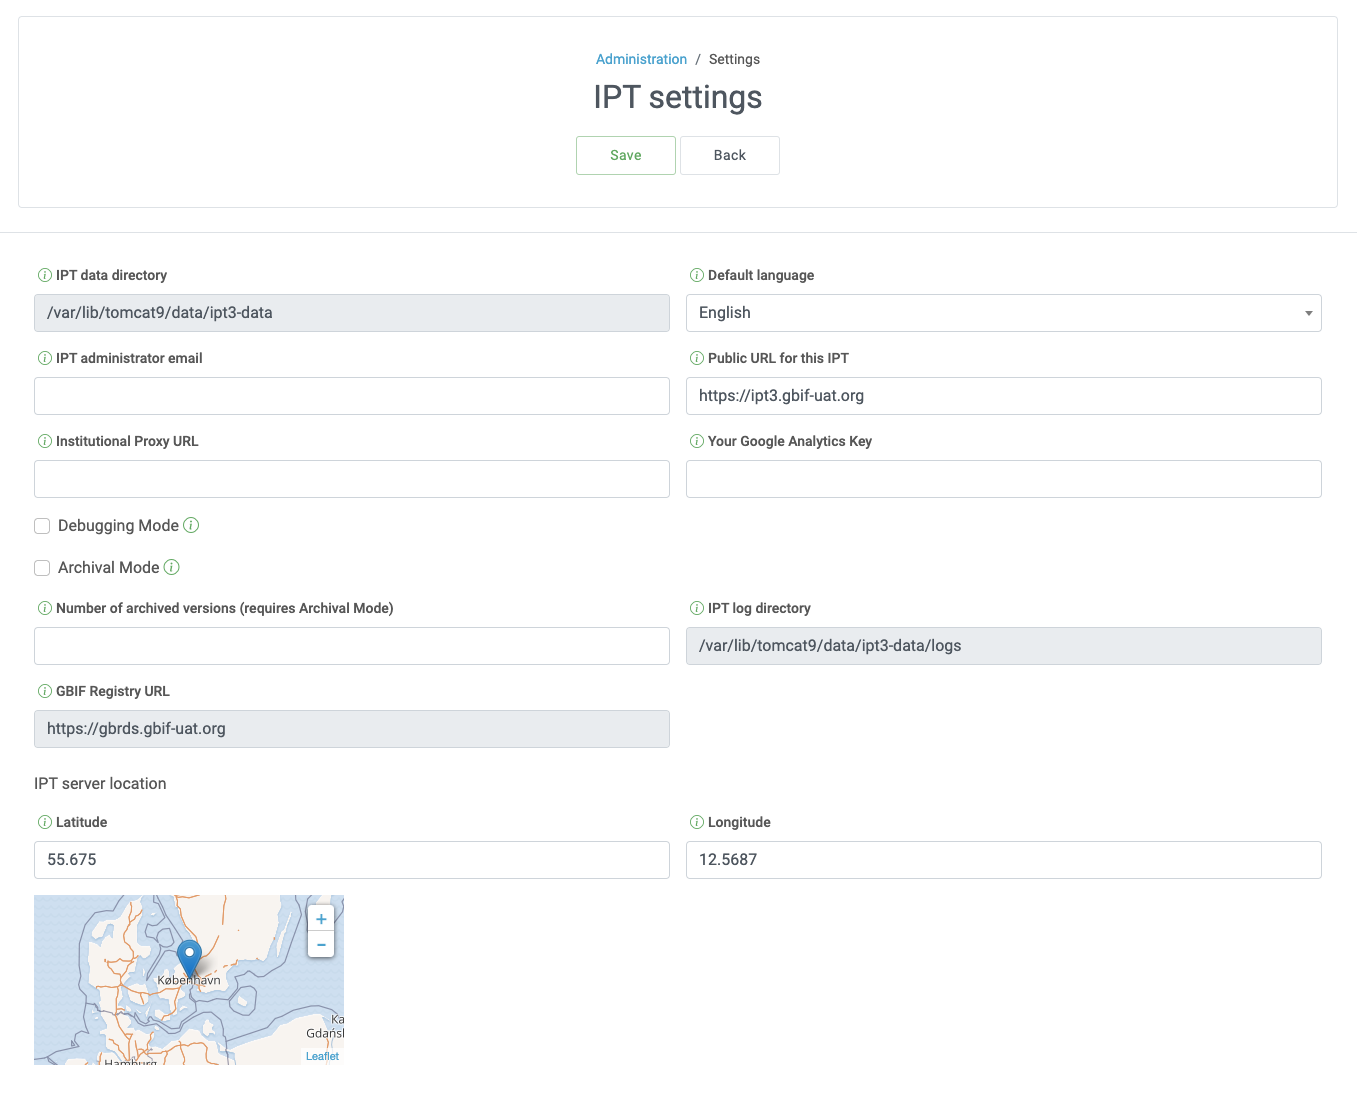 Administration / Settings
IPT settings
Save Back
IPT data directory
/var/lib/tomcat9/data/ipt3-data
Default language
English
IPT administrator email
Public URL for this IPT
https://ipt3.gbif-uat.org
Institutional Proxy URL
Your Google Analytics Key
Debugging Mode
Archival Mode
Number of archived versions (requires Archival Mode)
IPT log directory
/var/lib/tomcat9/data/ipt3-data/logs
GBIF Registry URL
https://gbrds.gbif-uat.org
IPT server location
Latitude
55.675
Longitude
12.5687
+
−
København
Ka
Gdańsk
Hamburg
Leaflet